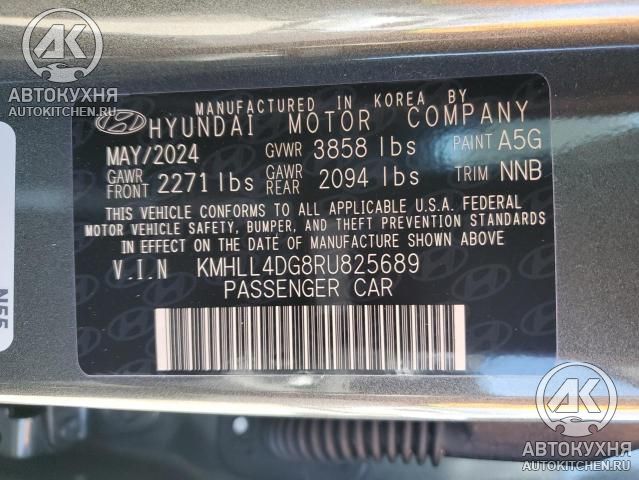 АК
АВТОКУХНЯ
AUTOKITCHEN.RU
MANUFACTURED IN KOREA BY
HYUNDAI MOTOR COMPANY
MAY/2024 GVWR 3858 lbs PAINT A5G
GAWR FRONT 2271 lbs GAWR REAR 2094 lbs TRIM NNB
THIS VEHICLE CONFORMS TO ALL APPLICABLE U.S.A. FEDERAL
MOTOR VEHICLE SAFETY, BUMPER, AND THEFT PREVENTION STANDARDS
IN EFFECT ON THE DATE OF MANUFACTURE SHOWN ABOVE
V.I.N KMHLL4DG8RU825689
PASSENGER CAR
N55
АК
АВТОКУХНЯ
AUTOKITCHEN.RU